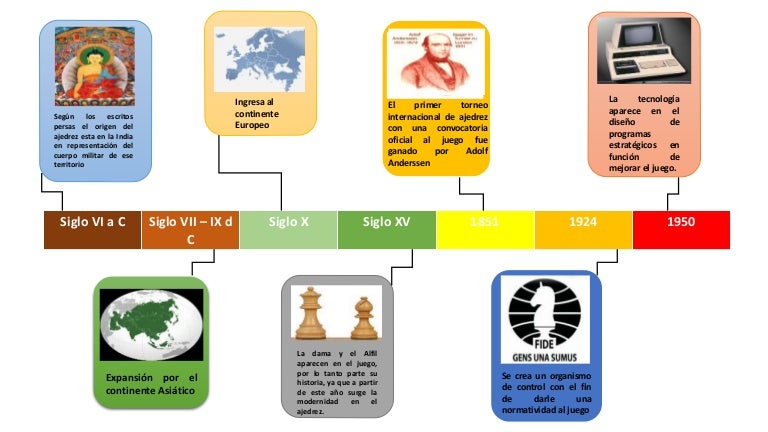 Según los escritos
persas el origen del
ajedrez esta en la India
en representación del
cuerpo militar de ese
territorio
Ingresa al
continente
Europeo
Adolf
Anderssen
El primer torneo
internacional de ajedrez
con una convocatoria
oficial al juego fue
ganado por Adolf
Anderssen
La tecnología
aparece en el
diseño de
programas
estratégicos en
función de
mejorar el juego.
Siglo VI a C
Siglo VII – IX d
C
Siglo X
Siglo XV
1851
1924
1950
Expansión por el
continente Asiático
La dama y el Alfil
aparecen en el juego,
por lo tanto parte su
historia, ya que a partir
de este año surge la
modernidad en el
ajedrez.
FIDE
GENS UNA SUMUS
Se crea un organismo
de control con el fin
de darle una
normatividad al juego